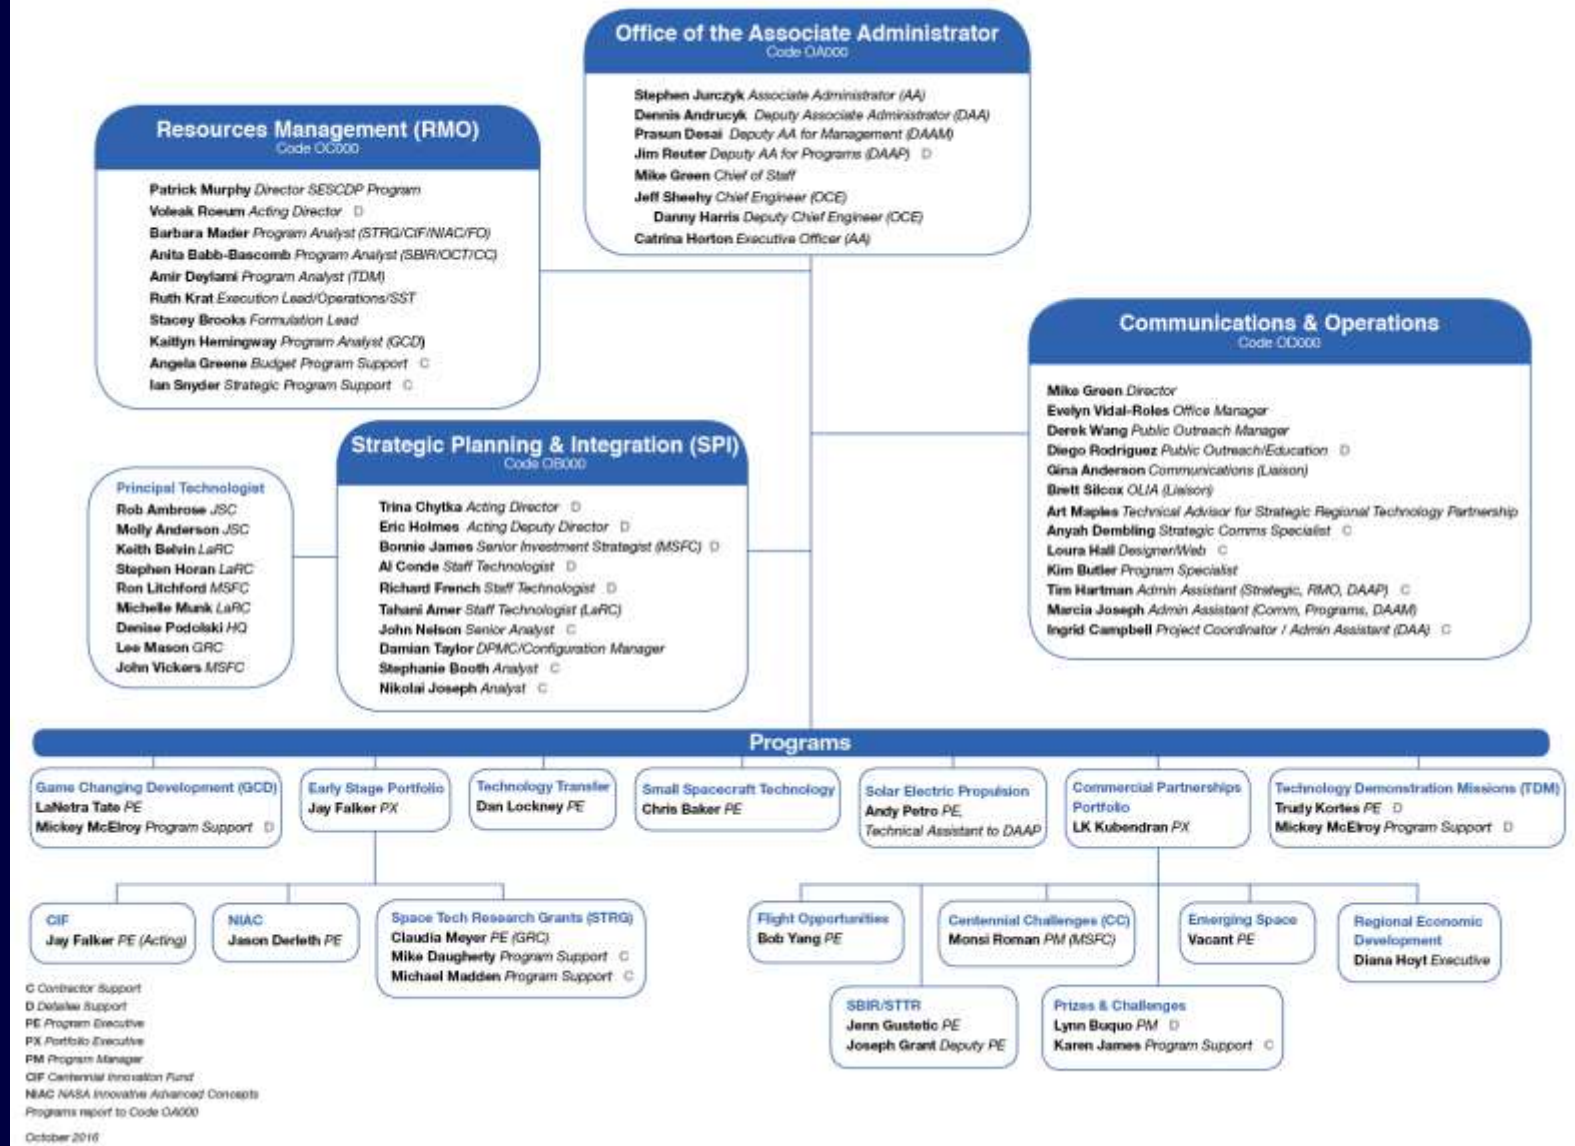 Office of the Associate Administrator
Code OA000
Stephen Jurczyk Associate Administrator (AA)
Dennis Andrucyk Deputy Associate Administrator (DAA)
Prasun Desai Deputy AA for Management (DAAM)
Jim Reuter Deputy AA for Programs (DAAP) D
Mike Green Chief of Staff
Jeff Sheehy Chief Engineer (OCE)
Danny Harris Deputy Chief Engineer (OCE)
Catrina Horton Executive Officer (AA)
Resources Management (RMO)
Code OC000
Patrick Murphy Director SESCDP Program
Voleak Roeum Acting Director D
Barbara Mader Program Analyst (STRG/CIF/NIAC/FO)
Anita Babb-Bascomb Program Analyst (SBIR/OCT/CC)
Amir Deylami Program Analyst (TDM)
Ruth Krat Execution Lead/Operations/SST
Stacey Brooks Formulation Lead
Kaitlyn Hemingway Program Analyst (GCD)
Angela Greene Budget Program Support C
Ian Snyder Strategic Program Support C
Communications & Operations
Code OD000
Mike Green Director
Evelyn Vidal-Roles Office Manager
Derek Wang Public Outreach Manager
Diego Rodriguez Public Outreach/Education D
Gina Anderson Communications (Liaison)
Brett Silcox OLIA (Liaison)
Art Maples Technical Advisor for Strategic Regional Technology Partnership
Anyah Dembling Strategic Comms Specialist C
Loura Hall Designer/Web C
Kim Butler Program Specialist
Tim Hartman Admin Assistant (Strategic, RMO, DAAP) C
Marcia Joseph Admin Assistant (Comm, Programs, DAAM)
Ingrid Campbell Project Coordinator / Admin Assistant (DAA) C
Strategic Planning & Integration (SPI)
Code OB000
Trina Chytka Acting Director D
Eric Holmes Acting Deputy Director D
Bonnie James Senior Investment Strategist (MSFC) D
Al Conde Staff Technologist D
Richard French Staff Technologist D
Tahani Amer Staff Technologist (LaRC)
John Nelson Senior Analyst C
Damian Taylor DPMC/Configuration Manager
Stephanie Booth Analyst C
Nikolai Joseph Analyst C
Principal Technologist
Rob Ambrose JSC
Molly Anderson JSC
Keith Belvin LaRC
Stephen Horan LaRC
Ron Litchford MSFC
Michelle Munk LaRC
Denise Podolski HQ
Lee Mason GRC
John Vickers MSFC
Programs
Game Changing Development (GCD)
LaNetra Tate PE
Mickey McElroy Program Support D
Early Stage Portfolio
Jay Falker PX
Technology Transfer
Dan Lockney PE
Small Spacecraft Technology
Chris Baker PE
Solar Electric Propulsion
Andy Petro PE,
Technical Assistant to DAAP
Commercial Partnerships
Portfolio
LK Kubendran PX
Technology Demonstration Missions (TDM)
Trudy Kortes PE D
Mickey McElroy Program Support D
CIF
Jay Falker PE (Acting)
NIAC
Jason Derleth PE
Space Tech Research Grants (STRG)
Claudia Meyer PE (GRC)
Mike Daugherty Program Support C
Michael Madden Program Support C
Flight Opportunities
Bob Yang PE
Centennial Challenges (CC)
Monsi Roman PM (MSFC)
Emerging Space
Vacant PE
Regional Economic
Development
Diana Hoyt Executive
SBIR/STTR
Jenn Gustetic PE
Joseph Grant Deputy PE
Prizes & Challenges
Lynn Buquo PM D
Karen James Program Support C
C Contractor Support
D Detailee Support
PE Program Executive
PX Portfolio Executive
PM Program Manager
CIF Centennial Innovation Fund
NIAC NASA Innovative Advanced Concepts
Programs report to Code OA000
October 2016